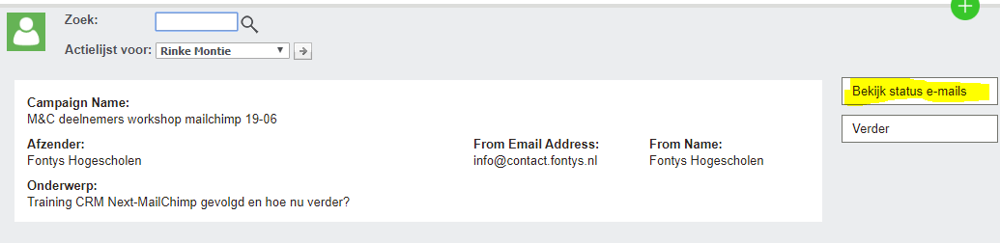 Zoek:
Actielijst voor: Rinke Montie
Bekijk status e-mails
Verder
Campaign Name:
M&C deelnemers workshop mailchimp 19-06
Afzender: From Email Address: From Name:
Fontys Hogescholen info@contact.fontys.nl Fontys Hogescholen
Onderwerp:
Training CRM Next-MailChimp gevolgd en hoe nu verder?